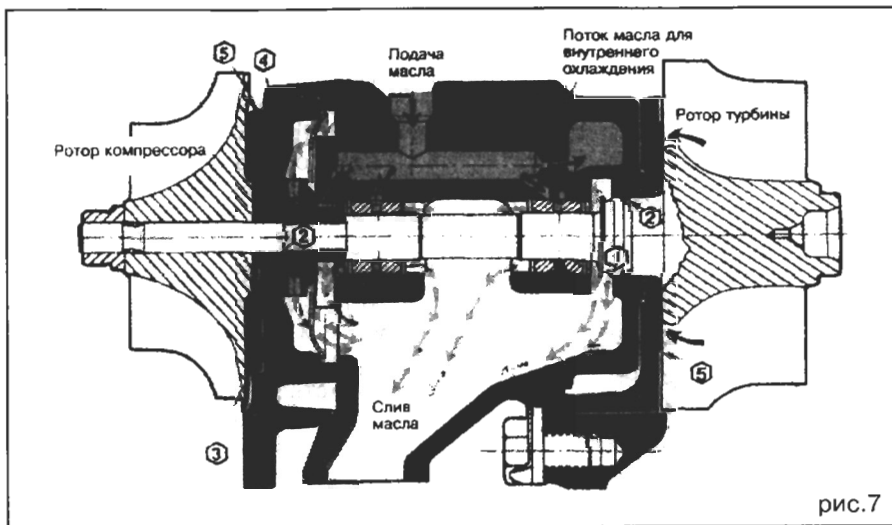 ⑤
④
Подача
масла
Поток масла для
внутреннего
охлаждения
Ротор турбины
Ротор компрессора
②
②
①
Слив
масла
③
⑤
рис.7